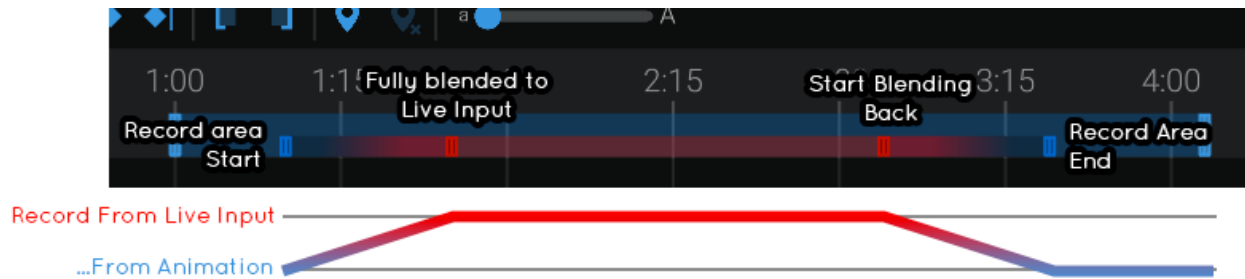 a A
1:00 1:15 2:15 3:15 4:00
Fully blended to
Live Input
Start Blending
Back
Record area
Start
Record Area
End
Record From Live Input
...From Animation